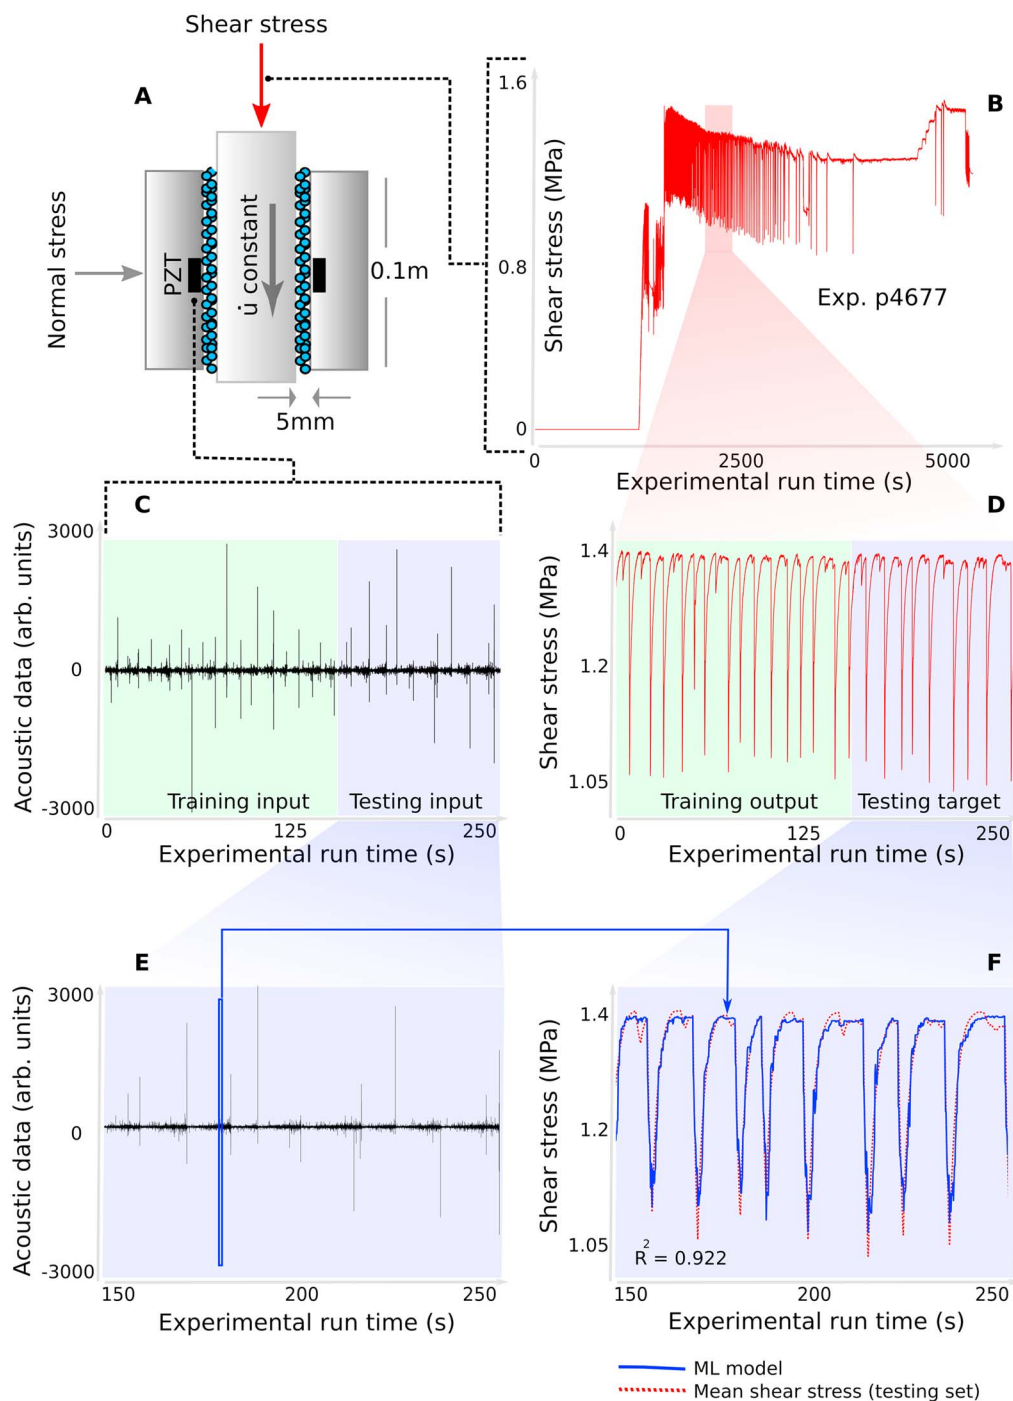 Shear stress
A
Normal stress
PZT
u̇ constant
0.1m
5mm
B
1.6
0.8
0
Shear stress (MPa)
Exp. p4677
0
2500
5000
Experimental run time (s)
C
3000
0
-3000
Acoustic data (arb. units)
Training input
Testing input
0
125
250
Experimental run time (s)
D
1.4
1.2
1.05
Shear stress (MPa)
Training output
Testing target
0
125
250
Experimental run time (s)
E
3000
0
-3000
Acoustic data (arb. units)
150
200
250
Experimental run time (s)
F
1.4
1.2
1.05
Shear stress (MPa)
R² = 0.922
150
200
250
Experimental run time (s)
ML model
Mean shear stress (testing set)